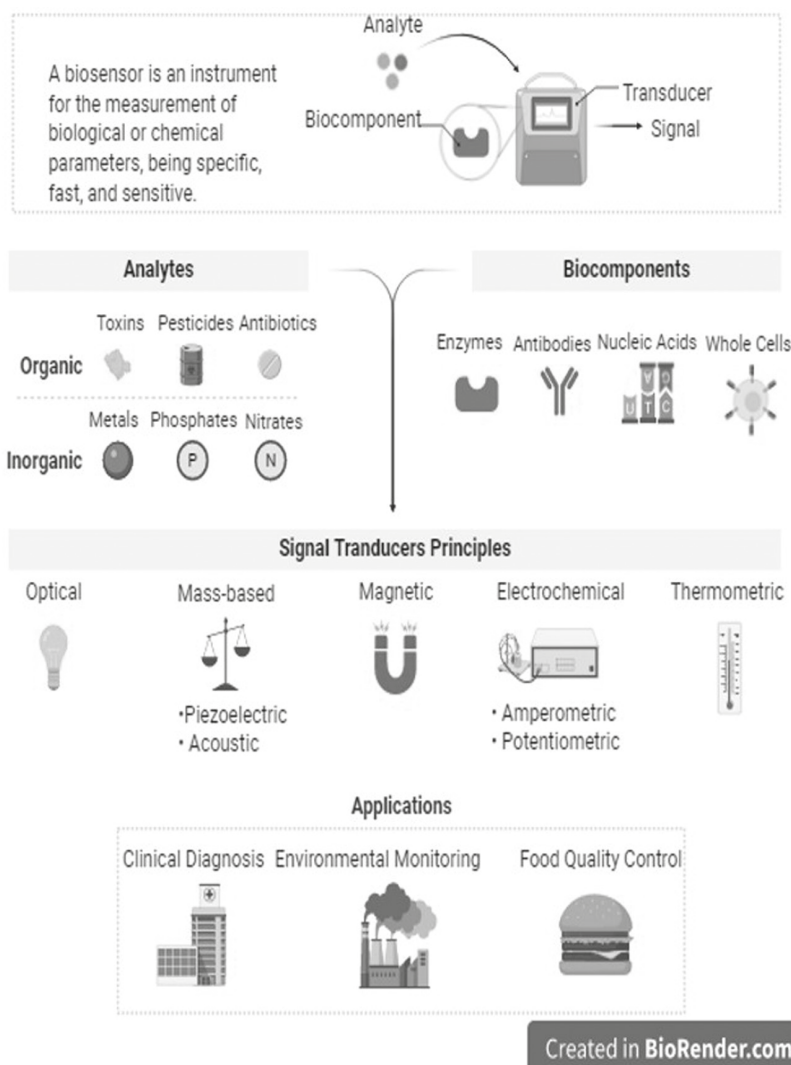 Analyte
A biosensor is an instrument
for the measurement of
biological or chemical
parameters, being specific,
fast, and sensitive.
Biocomponent
Transducer
Signal
Analytes
Biocomponents
Toxins Pesticides Antibiotics
Organic
Metals Phosphates Nitrates
Inorganic
P N
Enzymes Antibodies Nucleic Acids Whole Cells
A G
U T C
Signal Tranducers Principles
Optical Mass-based Magnetic Electrochemical Thermometric
•Piezoelectric
• Acoustic
• Amperometric
• Potentiometric
Applications
Clinical Diagnosis Environmental Monitoring Food Quality Control
Created in BioRender.com